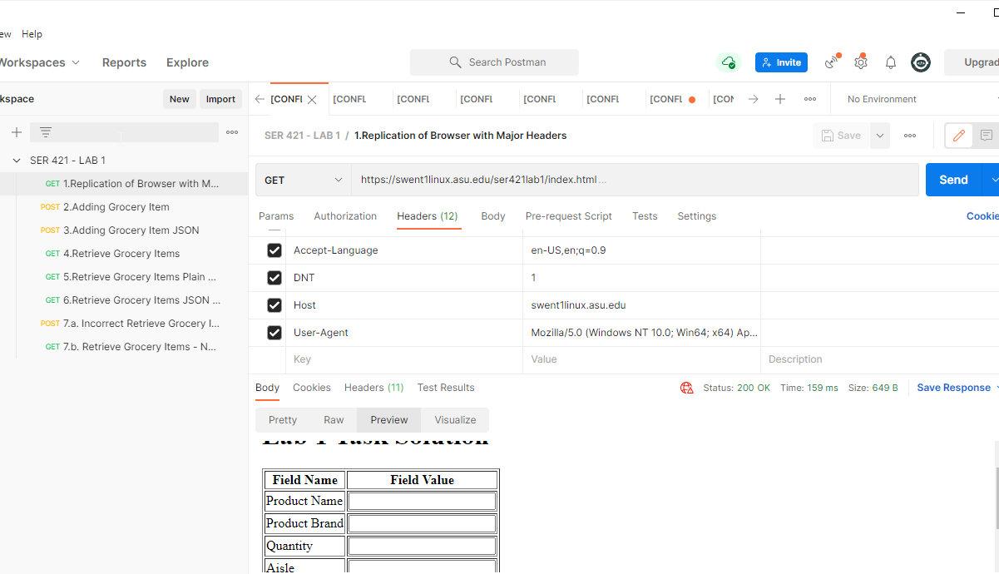 ew Help
Workspaces Reports Explore Search Postman Invite Upgrad
kspace New Import [CONFI [CONFL [CONFL [CONFL [CONFL [CONFL [CONFL [CON No Environment
SER 421 - LAB 1 / 1.Replication of Browser with Major Headers Save
SER 421 - LAB 1
GET 1.Replication of Browser with M...
POST 2.Adding Grocery Item
POST 3.Adding Grocery Item JSON
GET 4.Retrieve Grocery Items
GET 5.Retrieve Grocery Items Plain ...
GET 6.Retrieve Grocery Items JSON ...
POST 7.a. Incorrect Retrieve Grocery I...
GET 7.b. Retrieve Grocery Items - N...
GET https://swent1linux.asu.edu/ser421lab1/index.html... Send
Params Authorization Headers (12) Body Pre-request Script Tests Settings Cookie
Accept-Language en-US,en;q=0.9
DNT 1
Host swent1linux.asu.edu
User-Agent Mozilla/5.0 (Windows NT 10.0; Win64; x64) Ap...
Key Value Description
Body Cookies Headers (11) Test Results Status: 200 OK Time: 159 ms Size: 649 B Save Response
Pretty Raw Preview Visualize
Lab 1 Task Solution
Field Name Field Value
Product Name
Product Brand
Quantity
Aisle